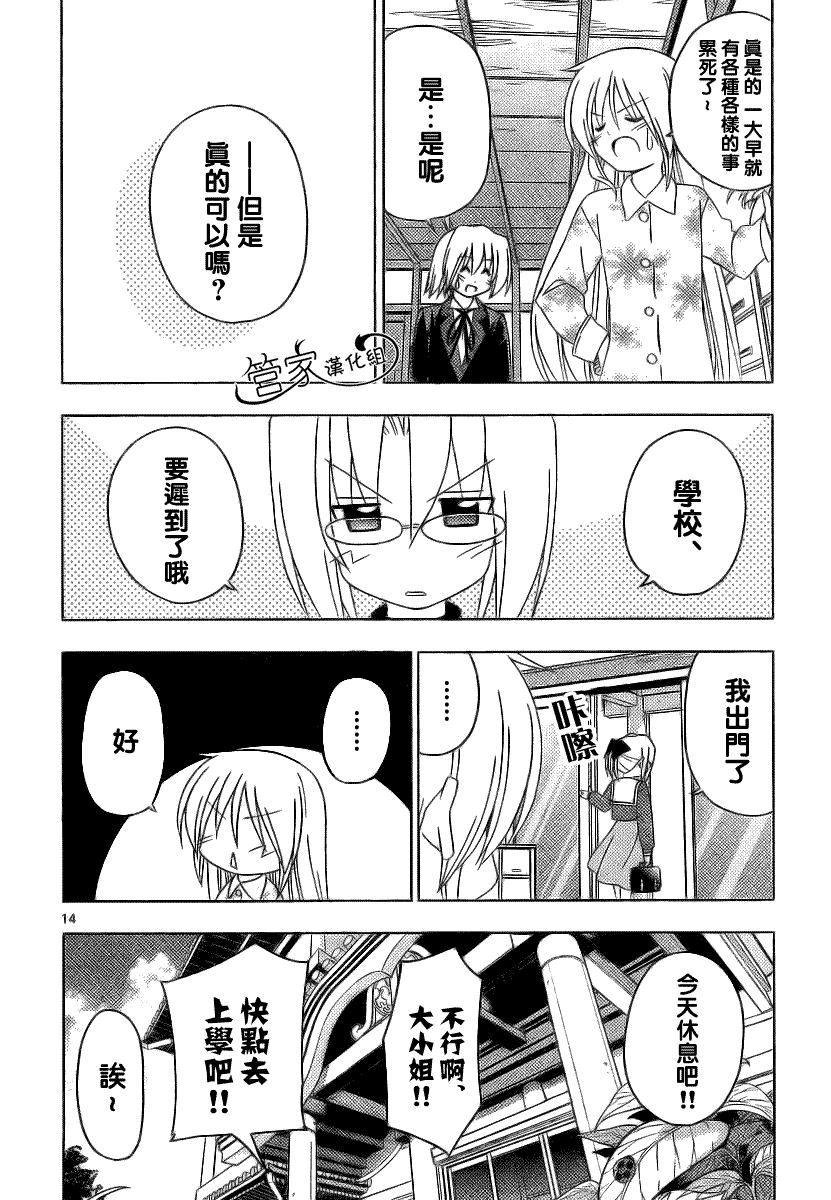 眞是的 一大早就
有各種各樣的事
累死了~
是…是呢
——但是
眞的可以嗎?
管家漢化組
學校、
要遲到了哦
我出門了
咔嚓
……
……
好
14
今天休息吧!!
不行啊、
大小姐!!
快點去
上學吧!!
誒~